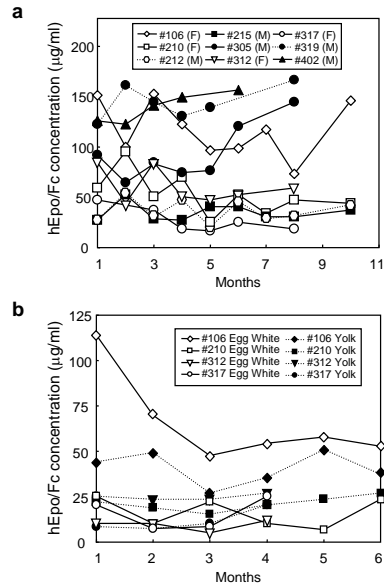 a
#106 (F) #215 (M) #317 (F)
#210 (F) #305 (M) #319 (M)
#212 (M) #312 (F) #402 (M)
hEpo/Fc concentration (μg/ml)
200
150
100
50
0
1 3 5 7 9 11
Months
b
#106 Egg White #106 Yolk
#210 Egg White #210 Yolk
#312 Egg White #312 Yolk
#317 Egg White #317 Yolk
hEpo/Fc concentration (μg/ml)
125
100
75
50
25
0
1 2 3 4 5 6
Months